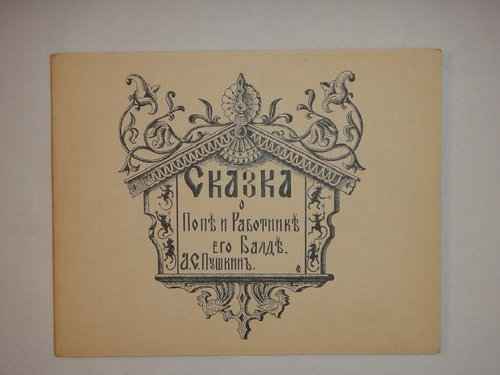 Сказка
о
Попѣ и Работникѣ
его Балдѣ.
А.С.Пушкинъ.